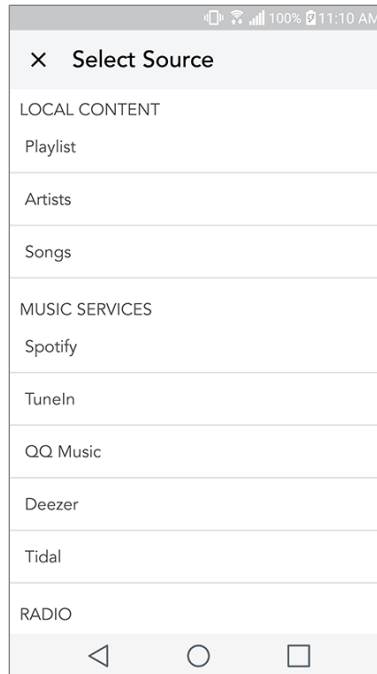 100% 11:10 AM
Select Source
LOCAL CONTENT
Playlist
Artists
Songs
MUSIC SERVICES
Spotify
TuneIn
QQ Music
Deezer
Tidal
RADIO